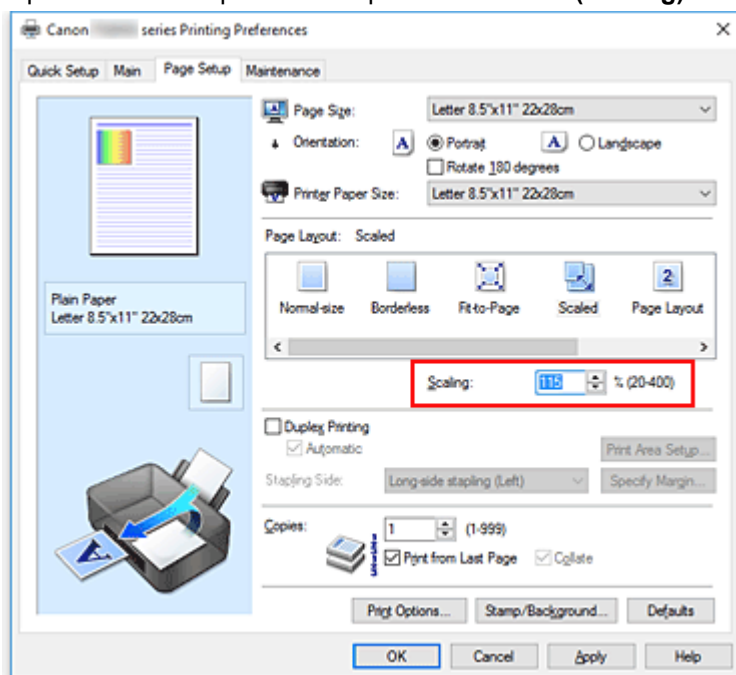 (
Canon series Printing Preferences
Quick Setup Main Page Setup Maintenance
Page Size: Letter 8.5"x11" 22x28cm
Orientation: A Portrait A Landscape
Rotate 180 degrees
Printer Paper Size: Letter 8.5"x11" 22x28cm
Page Layout: Scaled
Normal-size Borderless Fit-to-Page Scaled Page Layout
Plain Paper
Letter 8.5"x11" 22x28cm
Scaling: 115 % (20-400)
Duplex Printing
Automatic
Print Area Setup...
Stapling Side: Long-side stapling (Left) Specify Margin...
Copies: 1 (1-999)
Print from Last Page Collate
Print Options... Stamp/Background... Defaults
OK Cancel Apply Help